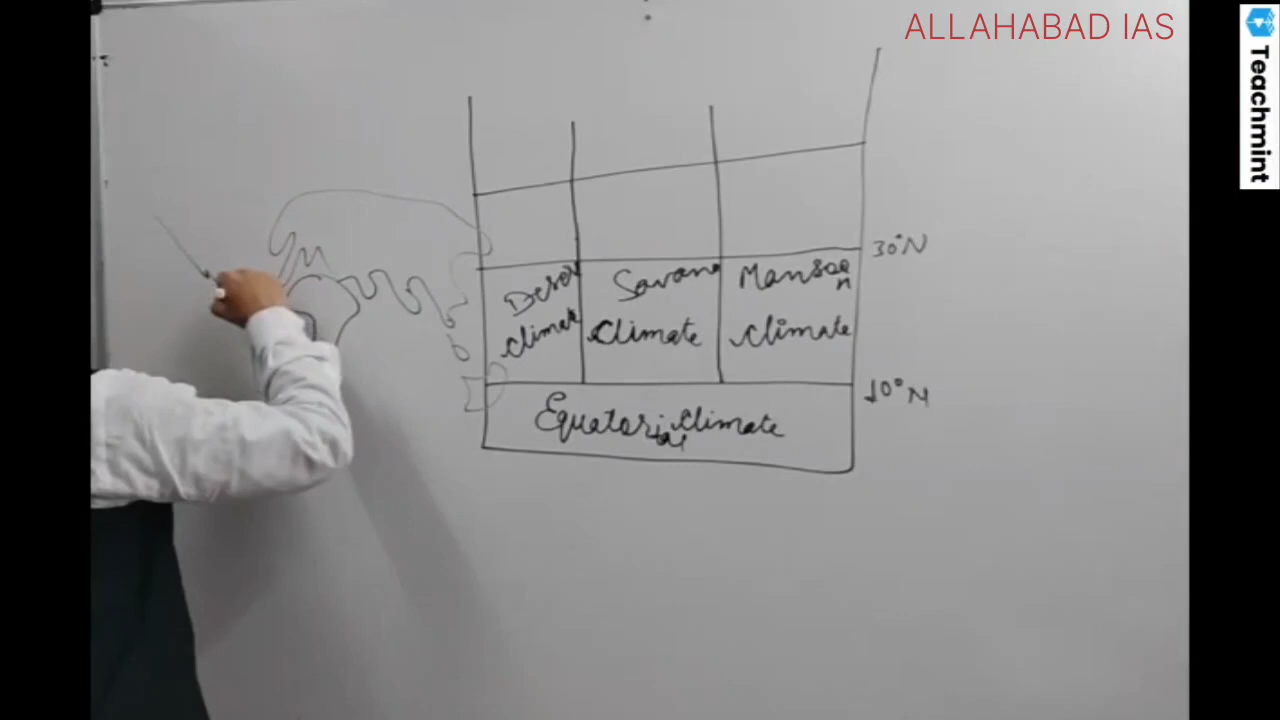 ALLAHABAD IAS
Teachmint
30°N
Desert Savana Mansoon
climate Climate climate
10°N
Equatorial climate